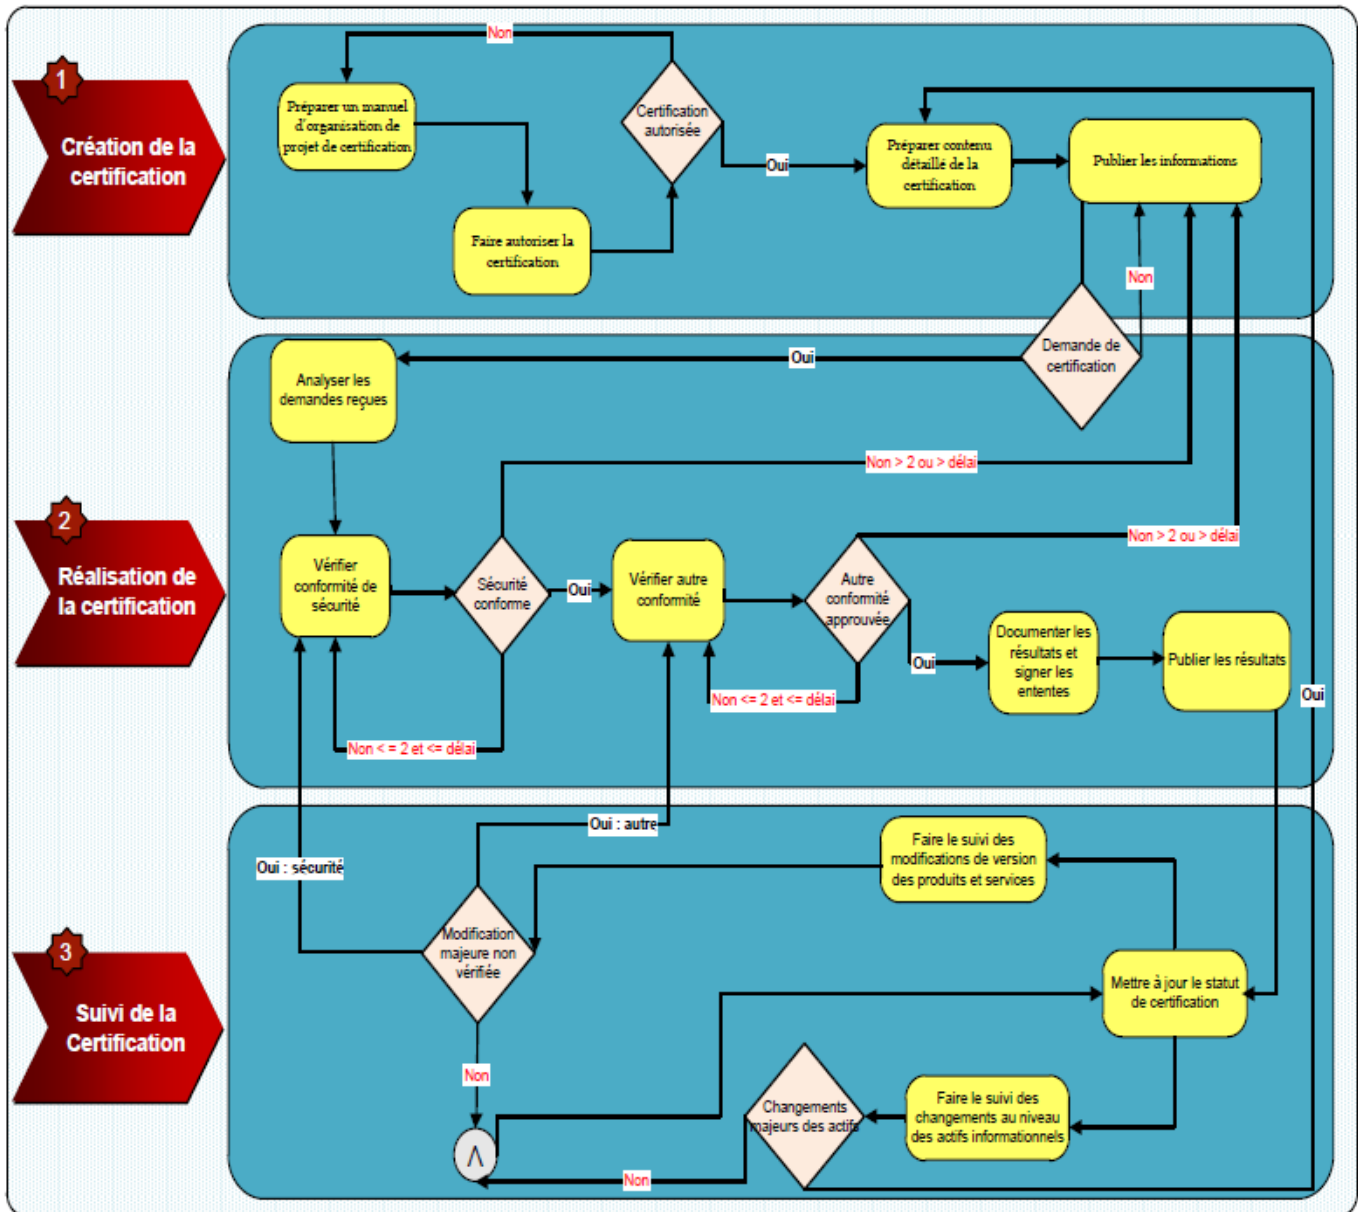 1
Création de la
certification
Non
Préparer un manuel
d'organisation de
projet de certification
Faire autoriser la
certification
Certification
autorisée
Oui
Préparer contenu
détaillé de la
certification
Publier les informations
Non
Demande de
certification
Oui
2
Réalisation de
la certification
Analyser les
demandes reçues
Non > 2 ou > délai
Non > 2 ou > délai
Vérifier
conformité de
sécurité
Sécurité
conforme
Oui
Vérifier autre
conformité
Autre
conformité
approuvée
Oui
Documenter les
résultats et
signer les
ententes
Publier les résultats
Oui
Non < = 2 et <= délai
Non <= 2 et <= délai
3
Suivi de la
Certification
Oui : sécurité
Oui : autre
Faire le suivi des
modifications de version
des produits et services
Modification
majeure non
vérifiée
Mettre à jour le statut
de certification
Non
Changements
majeurs des actifs
Faire le suivi des
changements au niveau
des actifs informationnels
Λ
Non